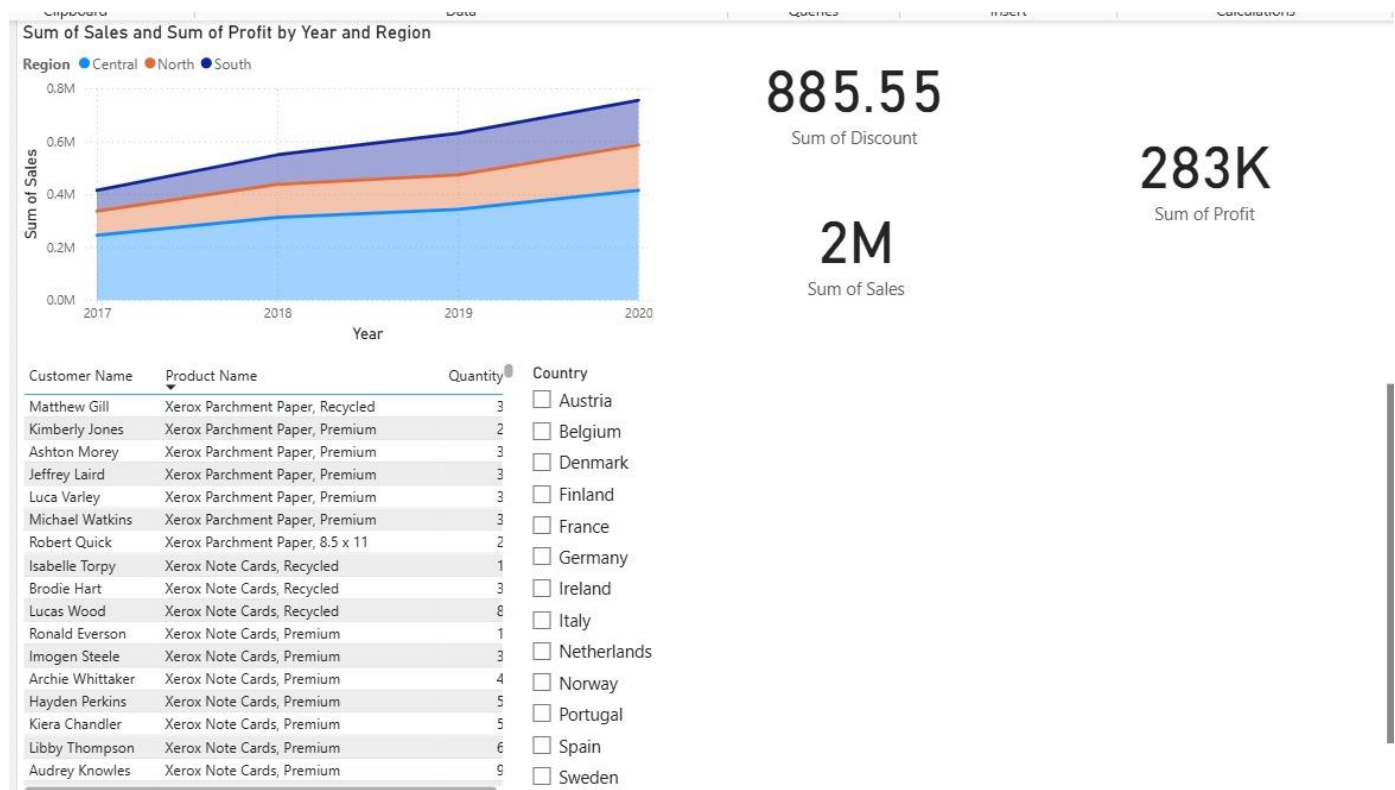 Clipboard Data Queries Insert Calculations
Sum of Sales and Sum of Profit by Year and Region
Region Central North South
0.8M
0.6M
0.4M
0.2M
0.0M
Sum of Sales
2017 2018 2019 2020
Year
885.55
Sum of Discount
283K
Sum of Profit
2M
Sum of Sales
Customer Name Product Name Quantity
Matthew Gill Xerox Parchment Paper, Recycled 3
Kimberly Jones Xerox Parchment Paper, Premium 2
Ashton Morey Xerox Parchment Paper, Premium 3
Jeffrey Laird Xerox Parchment Paper, Premium 3
Luca Varley Xerox Parchment Paper, Premium 3
Michael Watkins Xerox Parchment Paper, Premium 3
Robert Quick Xerox Parchment Paper, 8.5 x 11 2
Isabelle Torpy Xerox Note Cards, Recycled 1
Brodie Hart Xerox Note Cards, Recycled 3
Lucas Wood Xerox Note Cards, Recycled 8
Ronald Everson Xerox Note Cards, Premium 1
Imogen Steele Xerox Note Cards, Premium 3
Archie Whittaker Xerox Note Cards, Premium 4
Hayden Perkins Xerox Note Cards, Premium 5
Kiera Chandler Xerox Note Cards, Premium 5
Libby Thompson Xerox Note Cards, Premium 6
Audrey Knowles Xerox Note Cards, Premium 9
Country
Austria
Belgium
Denmark
Finland
France
Germany
Ireland
Italy
Netherlands
Norway
Portugal
Spain
Sweden